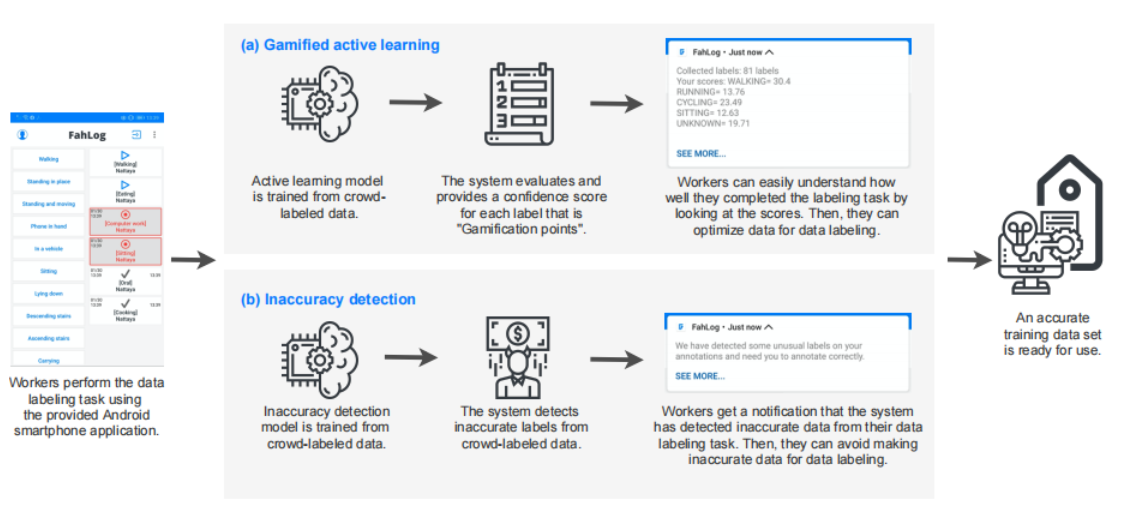 FahLog
Walking
Standing in place
Standing and moving
Phone in hand
In a vehicle
Sitting
Lying down
Descending stairs
Ascending stairs
Carrying
[Walking]
Nattaya
[Eating]
Nattaya
[Computer work]
Nattaya
[Sitting]
Nattaya
[Oral]
Nattaya
[Cooking]
Nattaya
Workers perform the data
labeling task using
the provided Android
smartphone application.
(a) Gamified active learning
Active learning model
is trained from crowd-
labeled data.
1
2
3
The system evaluates and
provides a confidence score
for each label that is
"Gamification points".
FahLog • Just now
Collected labels: 81 labels
Your scores: WALKING= 30.4
RUNNING= 13.76
CYCLING= 23.49
SITTING= 12.63
UNKNOWN= 19.71
SEE MORE...
Workers can easily understand how
well they completed the labeling task by
looking at the scores. Then, they can
optimize data for data labeling.
(b) Inaccuracy detection
Inaccuracy detection
model is trained from
crowd-labeled data.
$
The system detects
inaccurate labels from
crowd-labeled data.
FahLog • Just now
We have detected some unusual labels on your
annotations and need you to annotate correctly.
SEE MORE...
Workers get a notification that the system
has detected inaccurate data from their data
labeling task. Then, they can avoid making
inaccurate data for data labeling.
An accurate
training data set
is ready for use.